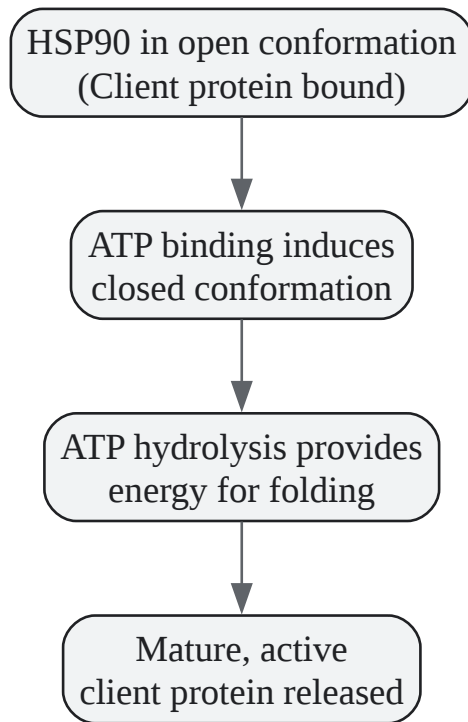 HSP90 in open conformation
(Client protein bound)
ATP binding induces
closed conformation
ATP hydrolysis provides
energy for folding
Mature, active
client protein released